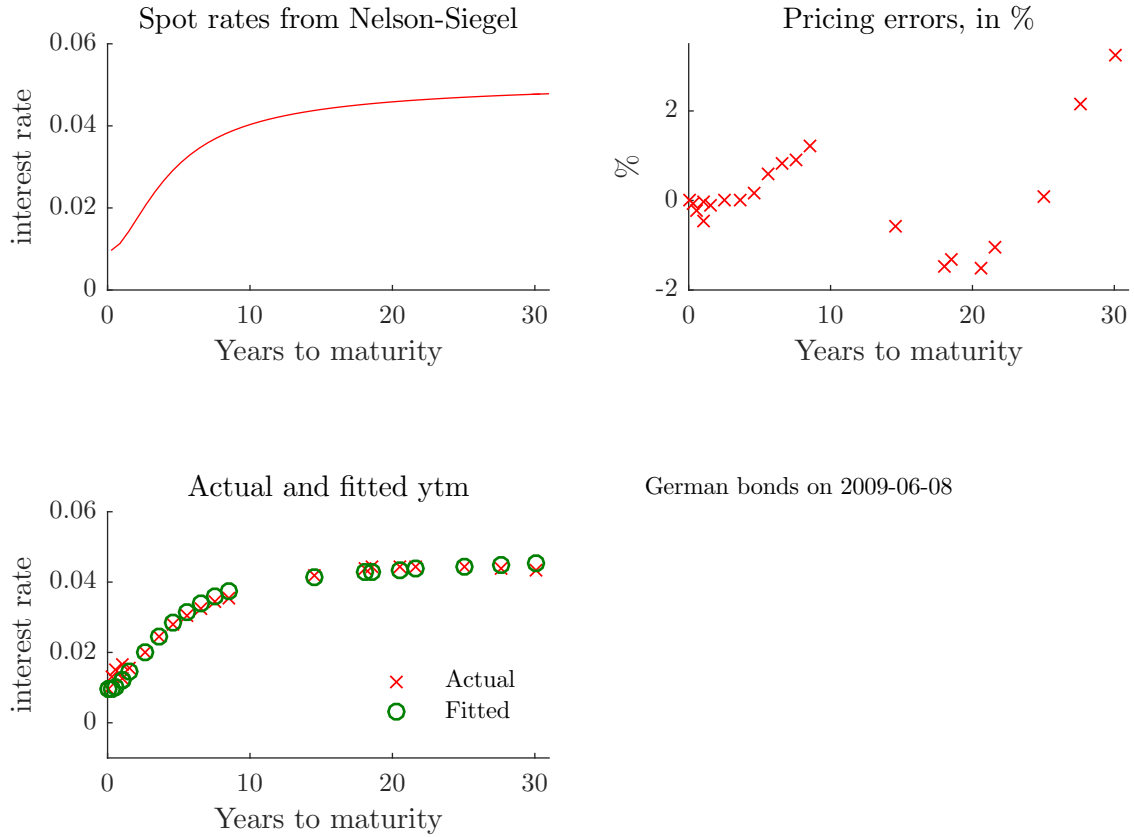 Spot rates from Nelson-Siegel
0.06
0.04
0.02
0
interest rate
0 10 20 30
Years to maturity
Pricing errors, in %
2
0
-2
%
0 10 20 30
Years to maturity
Actual and fitted ytm
0.06
0.04
0.02
0
interest rate
Actual
Fitted
0 10 20 30
Years to maturity
German bonds on 2009-06-08